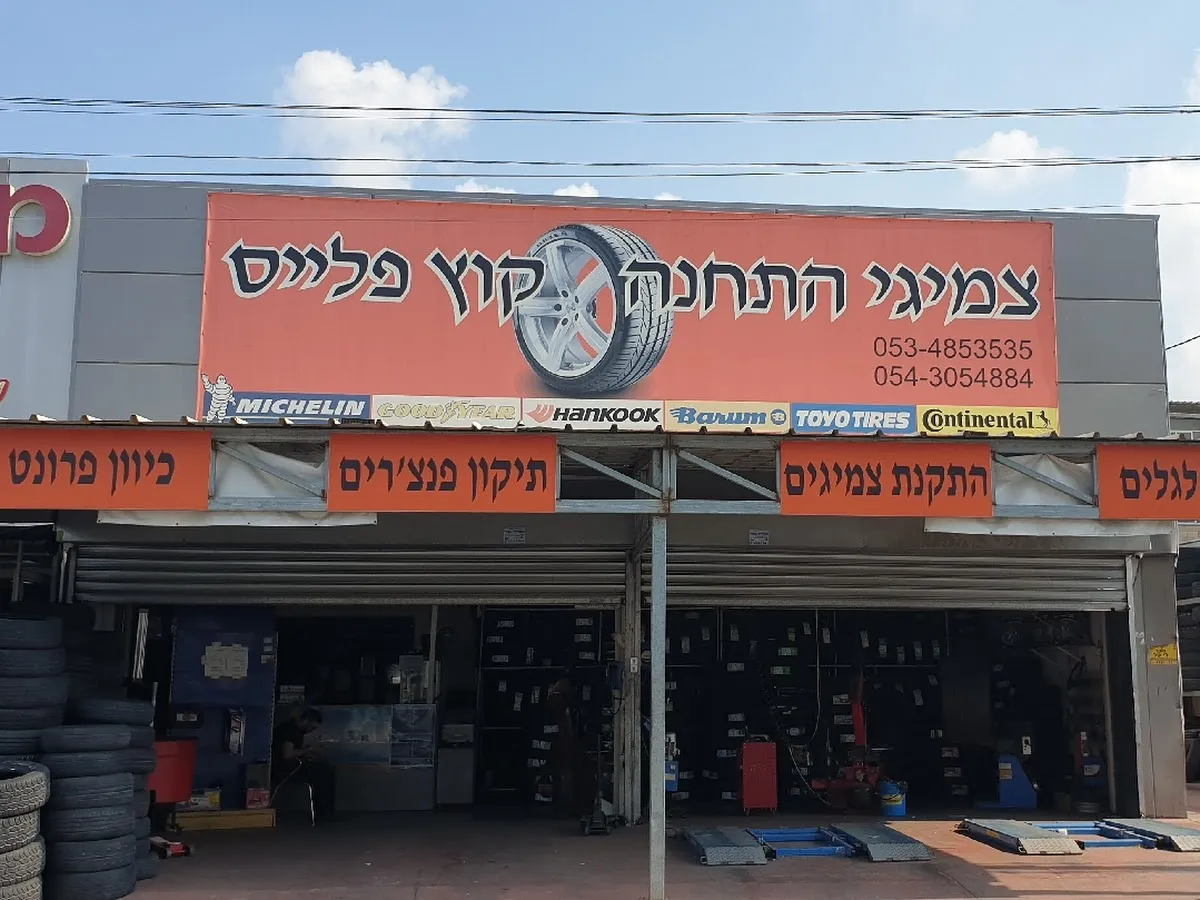 צמיגי התחנה קוץ פלייס
053-4853535
054-3054884
MICHELIN GOODYEAR HANKOOK Barum TOYO TIRES Continental
לגלים התקנת צמיגים תיקון פנצ'רים כיוון פרונט